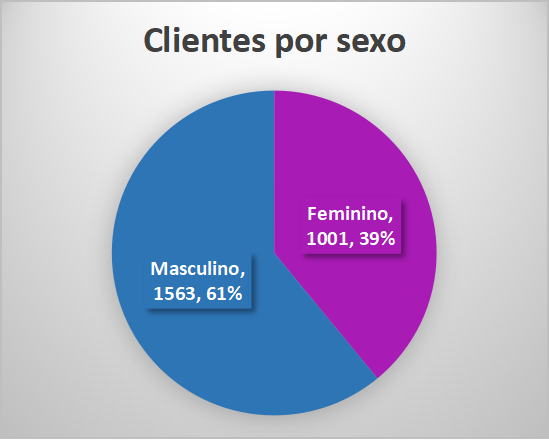 Clientes por sexo
Feminino,
1001, 39%
Masculino,
1563, 61%